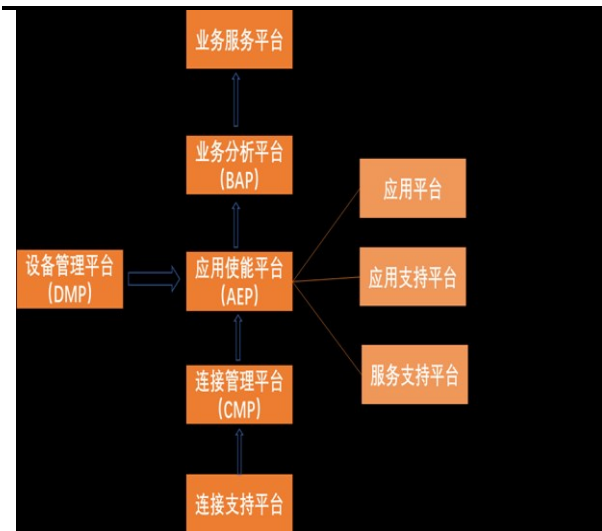 业务服务平台
业务分析平台
(BAP)
应用平台
设备管理平台
(DMP)
应用使能平台
(AEP)
应用支持平台
连接管理平台
(CMP)
服务支持平台
连接支持平台